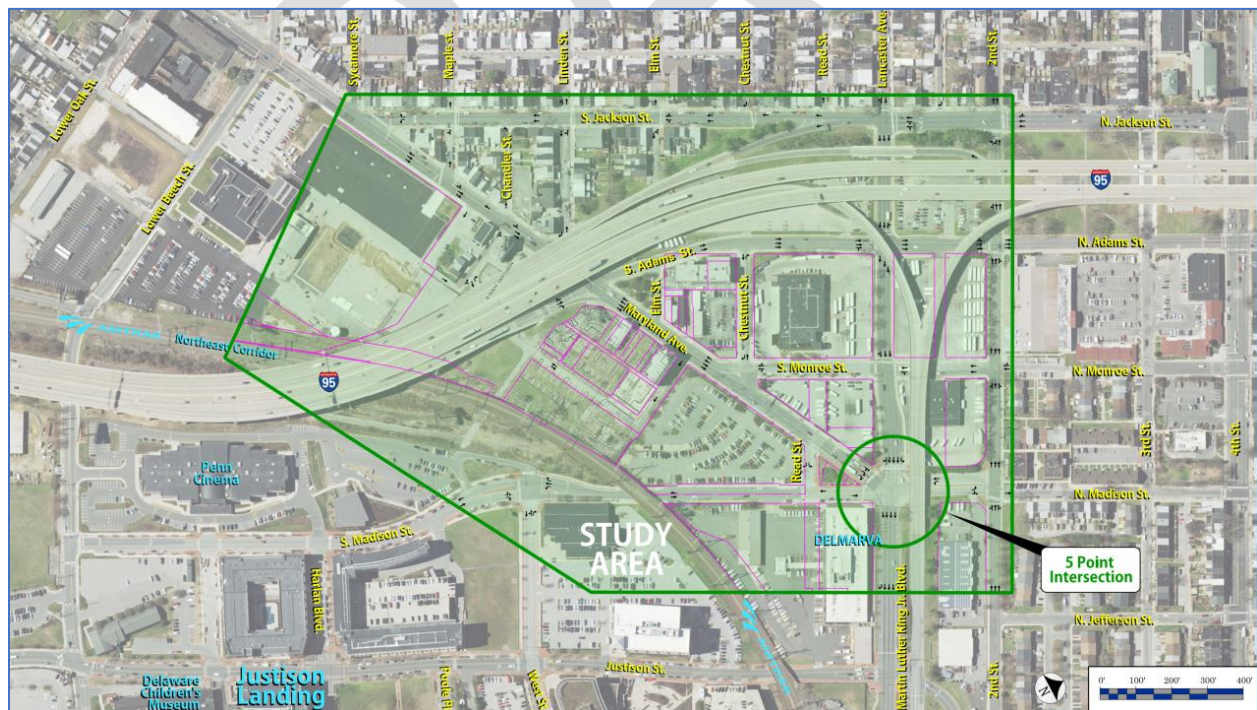 Sycamore St.
Maple St.
Linden St.
Elm St.
Chestnut St.
Read St.
Lancaster Ave.
2nd St.
Lower Oak St.
S. Jackson St.
N. Jackson St.
Lower Beech St.
Chandler St.
95
N. Adams St.
S. Adams St.
Elm St.
Chestnut St.
Maryland Ave.
Northeast Corridor
95
S. Monroe St.
N. Monroe St.
3rd St.
4th St.
Read St.
Penn
Cinema
N. Madison St.
STUDY
AREA
DELMARVA
S. Madison St.
5 Point
Intersection
Harlan Blvd.
Martin Luther King Jr. Blvd.
N. Jefferson St.
Justison St.
Delaware
Children's
Museum
Justison
Landing
West St.
2nd St.
N
0' 100' 200' 300' 400'